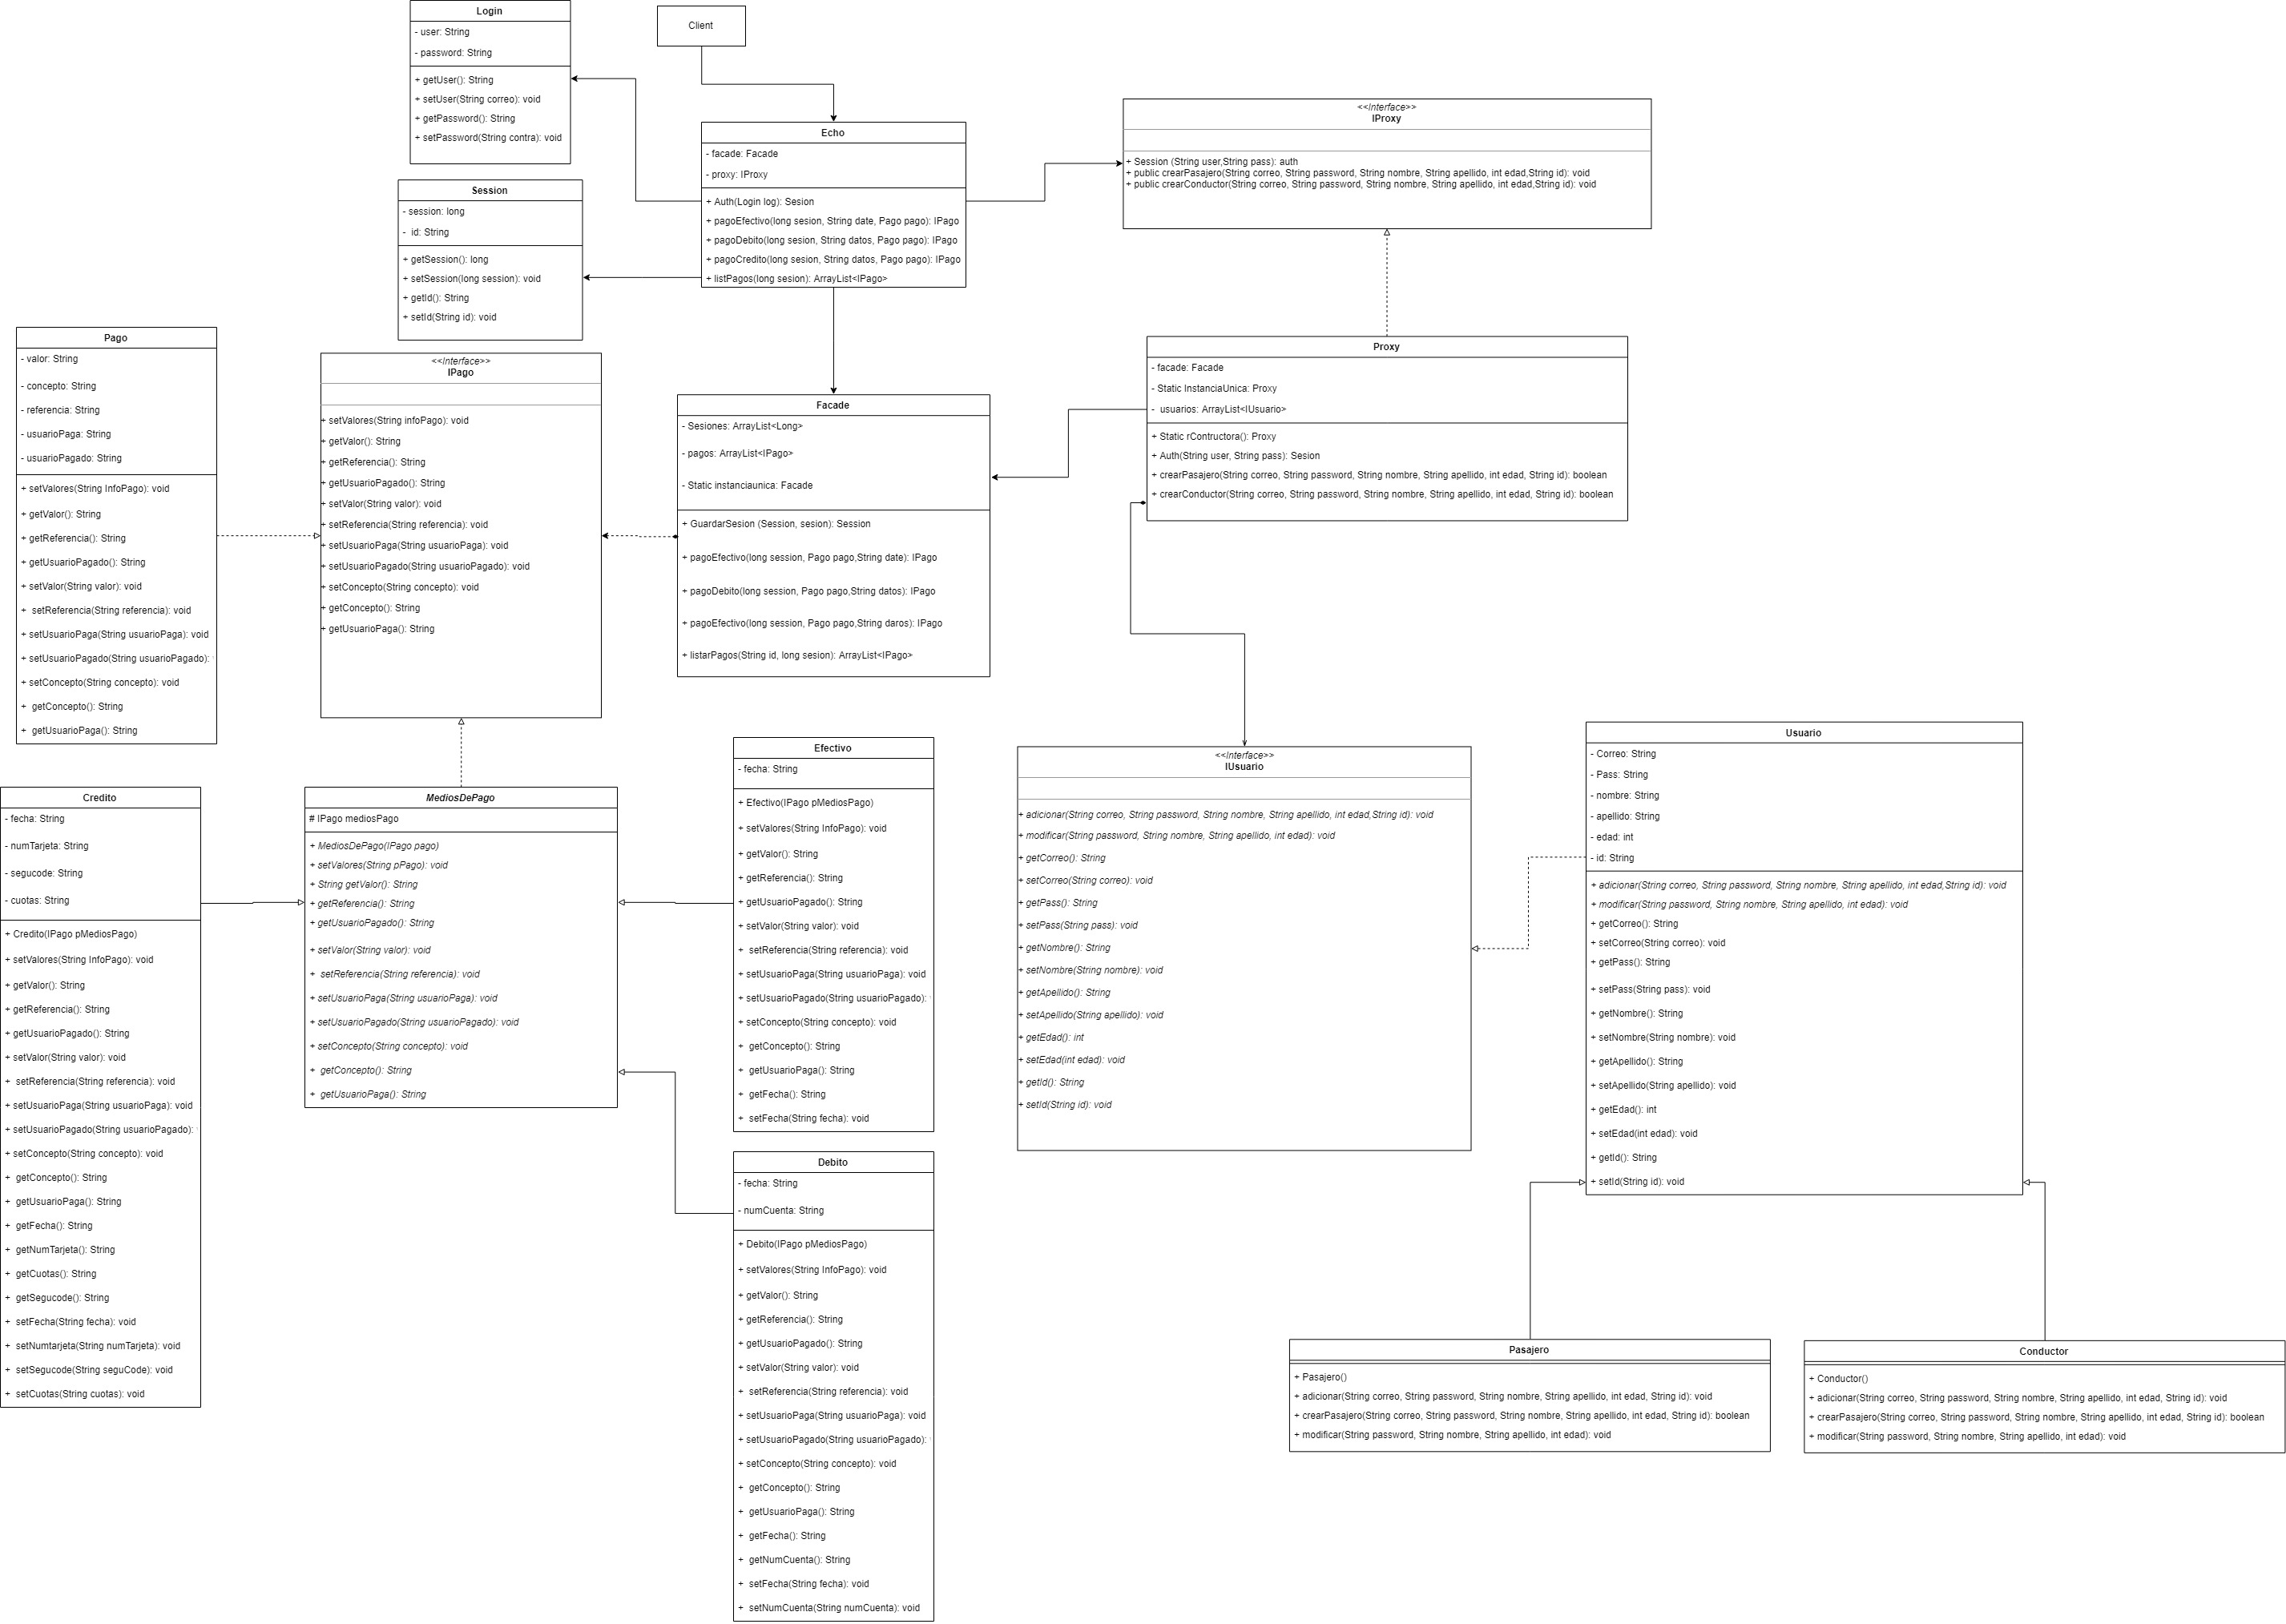 Login
- user: String
- password: String
+ getUser(): String
+ setUser(String correo): void
+ getPassword(): String
+ setPassword(String contra): void
Client
Echo
- facade: Facade
- proxy: IProxy
+ Auth(Login log): Sesion
+ pagoEfectivo(long sesion, String date, Pago pago): IPago
+ pagoDebito(long sesion, String datos, Pago pago): IPago
+ pagoCredito(long sesion, String datos, Pago pago): IPago
+ listPagos(long sesion): ArrayList<IPago>
<<Interface>>
IProxy
+ Session (String user,String pass): auth
+ public crearPasajero(String correo, String password, String nombre, String apellido, int edad,String id): void
+ public crearConductor(String correo, String password, String nombre, String apellido, int edad,String id): void
Session
- session: long
- id: String
+ getSession(): long
+ setSession(long session): void
+ getId(): String
+ setId(String id): void
Pago
- valor: String
- concepto: String
- referencia: String
- usuarioPaga: String
- usuarioPagado: String
+ setValores(String InfoPago): void
+ getValor(): String
+ getReferencia(): String
+ getUsuarioPagado(): String
+ setValor(String valor): void
+ setReferencia(String referencia): void
+ setUsuarioPaga(String usuarioPaga): void
+ setUsuarioPagado(String usuarioPagado):
+ setConcepto(String concepto): void
+ getConcepto(): String
+ getUsuarioPaga(): String
<<Interface>>
IPago
+ setValores(String infoPago): void
+ getValor(): String
+ getReferencia(): String
+ getUsuarioPagado(): String
+ setValor(String valor): void
+ setReferencia(String referencia): void
+ setUsuarioPaga(String usuarioPaga): void
+ setUsuarioPagado(String usuarioPagado): void
+ setConcepto(String concepto): void
+ getConcepto(): String
+ getUsuarioPaga(): String
Facade
- Sesiones: ArrayList<Long>
- pagos: ArrayList<IPago>
- Static instanciaunica: Facade
+ GuardarSesion (Session, sesion): Session
+ pagoEfectivo(long session, Pago pago,String date): IPago
+ pagoDebito(long session, Pago pago,String datos): IPago
+ pagoEfectivo(long session, Pago pago,String daros): IPago
+ listarPagos(String id, long sesion): ArrayList<IPago>
Proxy
- facade: Facade
- Static InstanciaUnica: Proxy
- usuarios: ArrayList<IUsuario>
+ Static rContructora(): Proxy
+ Auth(String user, String pass): Sesion
+ crearPasajero(String correo, String password, String nombre, String apellido, int edad, String id): boolean
+ crearConductor(String correo, String password, String nombre, String apellido, int edad, String id): boolean
Credito
- fecha: String
- numTarjeta: String
- segucode: String
- cuotas: String
+ Credito(IPago pMediosPago)
+ setValores(String InfoPago): void
+ getValor(): String
+ getReferencia(): String
+ getUsuarioPagado(): String
+ setValor(String valor): void
+ setReferencia(String referencia): void
+ setUsuarioPaga(String usuarioPaga): void
+ setUsuarioPagado(String usuarioPagado):
+ setConcepto(String concepto): void
+ getConcepto(): String
+ getUsuarioPaga(): String
+ getFecha(): String
+ getNumTarjeta(): String
+ getCuotas(): String
+ getSegucode(): String
+ setFecha(String fecha): void
+ setNumtarjeta(String numTarjeta): void
+ setSegucode(String seguCode): void
+ setCuotas(String cuotas): void
MediosDePago
# IPago mediosPago
+ MediosDePago(IPago pago)
+ setValores(String pPago): void
+ String getValor(): String
+ getReferencia(): String
+ getUsuarioPagado(): String
+ setValor(String valor): void
+ setReferencia(String referencia): void
+ setUsuarioPaga(String usuarioPaga): void
+ setUsuarioPagado(String usuarioPagado): void
+ setConcepto(String concepto): void
+ getConcepto(): String
+ getUsuarioPaga(): String
Efectivo
- fecha: String
+ Efectivo(IPago pMediosPago)
+ setValores(String InfoPago): void
+ getValor(): String
+ getReferencia(): String
+ getUsuarioPagado(): String
+ setValor(String valor): void
+ setReferencia(String referencia): void
+ setUsuarioPaga(String usuarioPaga): void
+ setUsuarioPagado(String usuarioPagado):
+ setConcepto(String concepto): void
+ getConcepto(): String
+ getUsuarioPaga(): String
+ getFecha(): String
+ setFecha(String fecha): void
Debito
- fecha: String
- numCuenta: String
+ Debito(IPago pMediosPago)
+ setValores(String InfoPago): void
+ getValor(): String
+ getReferencia(): String
+ getUsuarioPagado(): String
+ setValor(String valor): void
+ setReferencia(String referencia): void
+ setUsuarioPaga(String usuarioPaga): void
+ setUsuarioPagado(String usuarioPagado):
+ setConcepto(String concepto): void
+ getConcepto(): String
+ getUsuarioPaga(): String
+ getFecha(): String
+ getNumCuenta(): String
+ setFecha(String fecha): void
+ setNumCuenta(String numCuenta): void
<<Interface>>
IUsuario
+ adicionar(String correo, String password, String nombre, String apellido, int edad,String id): void
+ modificar(String password, String nombre, String apellido, int edad): void
+ getCorreo(): String
+ setCorreo(String correo): void
+ getPass(): String
+ setPass(String pass): void
+ getNombre(): String
+ setNombre(String nombre): void
+ getApellido(): String
+ setApellido(String apellido): void
+ getEdad(): int
+ setEdad(int edad): void
+ getId(): String
+ setId(String id): void
Usuario
- Correo: String
- Pass: String
- nombre: String
- apellido: String
- edad: int
- id: String
+ adicionar(String correo, String password, String nombre, String apellido, int edad,String id): void
+ modificar(String password, String nombre, String apellido, int edad): void
+ getCorreo(): String
+ setCorreo(String correo): void
+ getPass(): String
+ setPass(String pass): void
+ getNombre(): String
+ setNombre(String nombre): void
+ getApellido(): String
+ setApellido(String apellido): void
+ getEdad(): int
+ setEdad(int edad): void
+ getId(): String
+ setId(String id): void
Pasajero
+ Pasajero()
+ adicionar(String correo, String password, String nombre, String apellido, int edad, String id): void
+ crearPasajero(String correo, String password, String nombre, String apellido, int edad, String id): boolean
+ modificar(String password, String nombre, String apellido, int edad): void
Conductor
+ Conductor()
+ adicionar(String correo, String password, String nombre, String apellido, int edad, String id): void
+ crearPasajero(String correo, String password, String nombre, String apellido, int edad, String id): boolean
+ modificar(String password, String nombre, String apellido, int edad): void